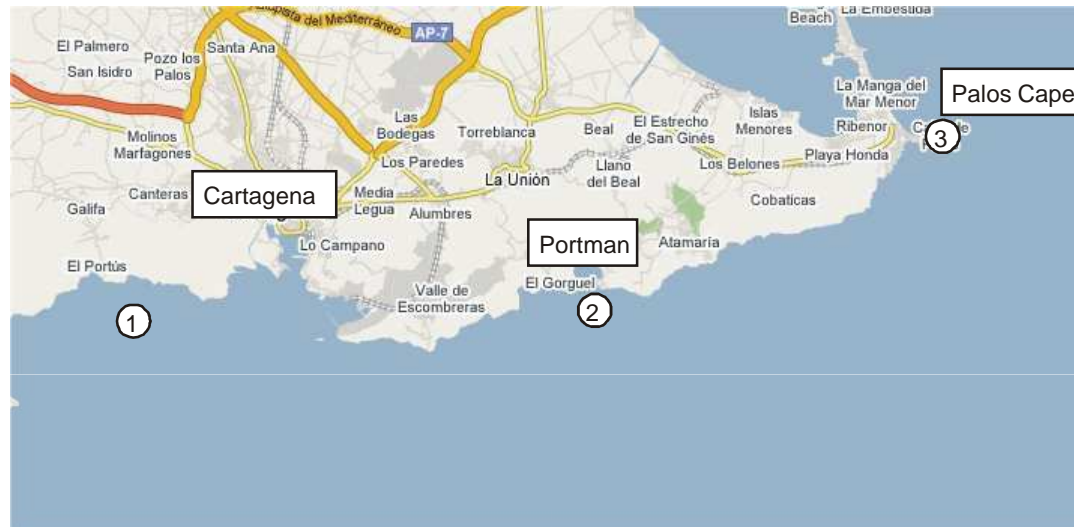 Beach
La Embestida
del Mediterráneo
AP-7
El Palmero
Pozo los
Palos
San Isidro
Santa Ana
La Manga del
Mar Menor
Palos Cape
Las
Bodegas
Torreblanca
Beal
El Estrecho
de San Ginés
Islas
Menores
Ribenor
3
Molinos
Marfagones
Los Paredes
La Unión
Llano
del Beal
Los Belones
Playa Honda
Canteras
Cartagena
Media
Legua
Alumbres
Cobaticas
Galifa
Lo Campano
Portman
Atamaría
El Portús
El Gorguel
Valle de
Escombreras
1
2